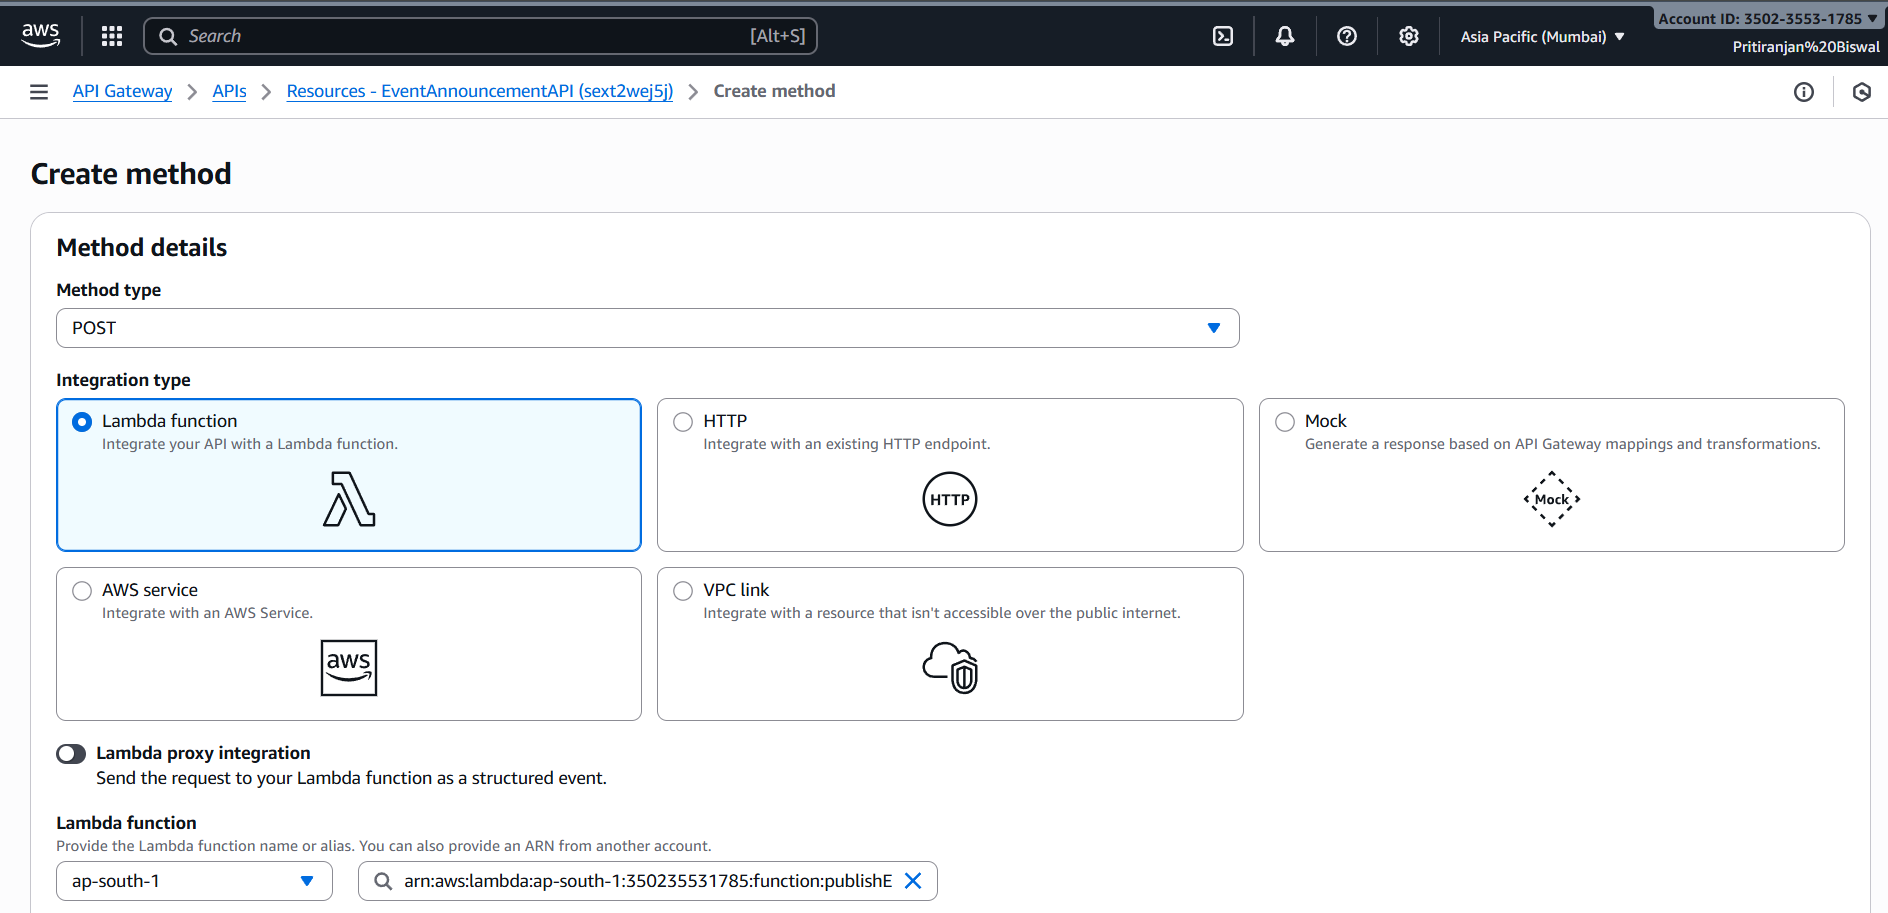 aws
Search
[Alt+S]
Asia Pacific (Mumbai)
Account ID: 3502-3553-1785
Pritiranjan%20Biswal
API Gateway
APIs
Resources - EventAnnouncementAPI (sext2wej5j)
Create method
Create method
Method details
Method type
POST
Integration type
Lambda function
Integrate your API with a Lambda function.
HTTP
Integrate with an existing HTTP endpoint.
HTTP
Mock
Generate a response based on API Gateway mappings and transformations.
Mock
AWS service
Integrate with an AWS Service.
aws
VPC link
Integrate with a resource that isn't accessible over the public internet.
Lambda proxy integration
Send the request to your Lambda function as a structured event.
Lambda function
Provide the Lambda function name or alias. You can also provide an ARN from another account.
ap-south-1
arn:aws:lambda:ap-south-1:350235531785:function:publishE